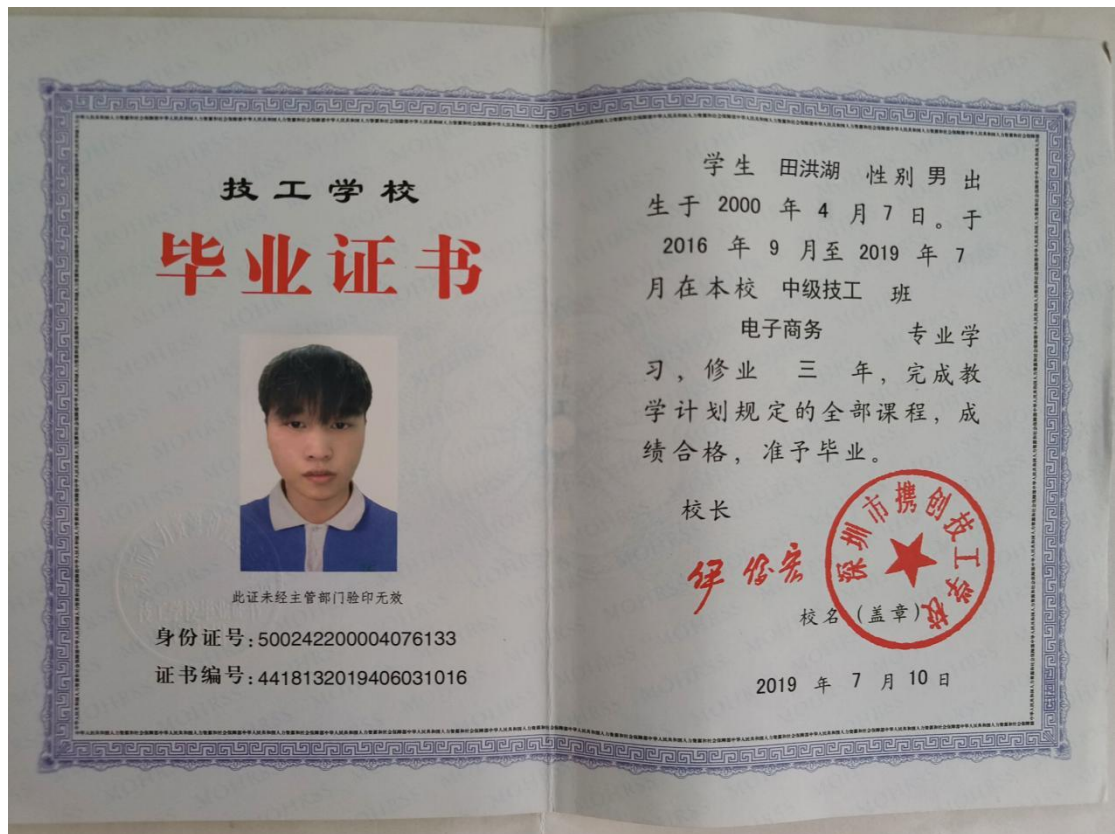 技工学校
毕业证书
此证未经主管部门验印无效
身份证号:500242200004076133
证书编号:4418132019406031016
学生 田洪湖 性别 男 出
生于 2000 年 4 月 7 日。于
2016 年 9 月至 2019 年 7
月在本校 中级技工 班
电子商务 专业学
习，修业 三 年，完成教
学计划规定的全部课程，成
绩合格，准予毕业。
校长
深圳市携创技工学校
校名（盖章）
2019 年 7 月 10 日